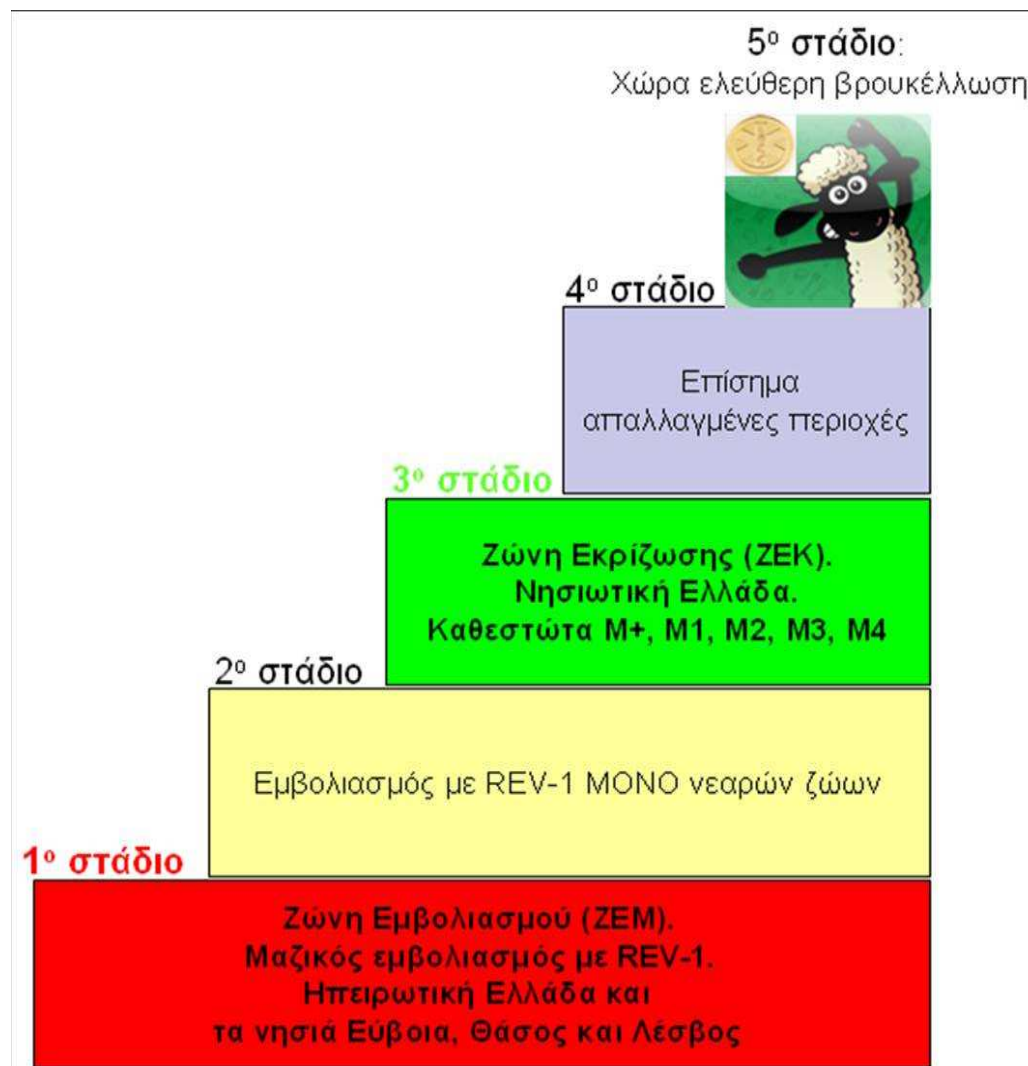 5ο στάδιο:
Χώρα ελεύθερη βρουκέλλωση
4ο στάδιο
Επίσημα
απαλλαγμένες περιοχές
3ο στάδιο
Ζώνη Εκρίζωσης (ΖΕΚ).
Νησιωτική Ελλάδα.
Καθεστώτα Μ+, Μ1, Μ2, Μ3, Μ4
2ο στάδιο
Εμβολιασμός με REV-1 ΜΟΝΟ νεαρών ζώων
1ο στάδιο
Ζώνη Εμβολιασμού (ΖΕΜ).
Μαζικός εμβολιασμός με REV-1.
Ηπειρωτική Ελλάδα και
τα νησιά Εύβοια, Θάσος και Λέσβος